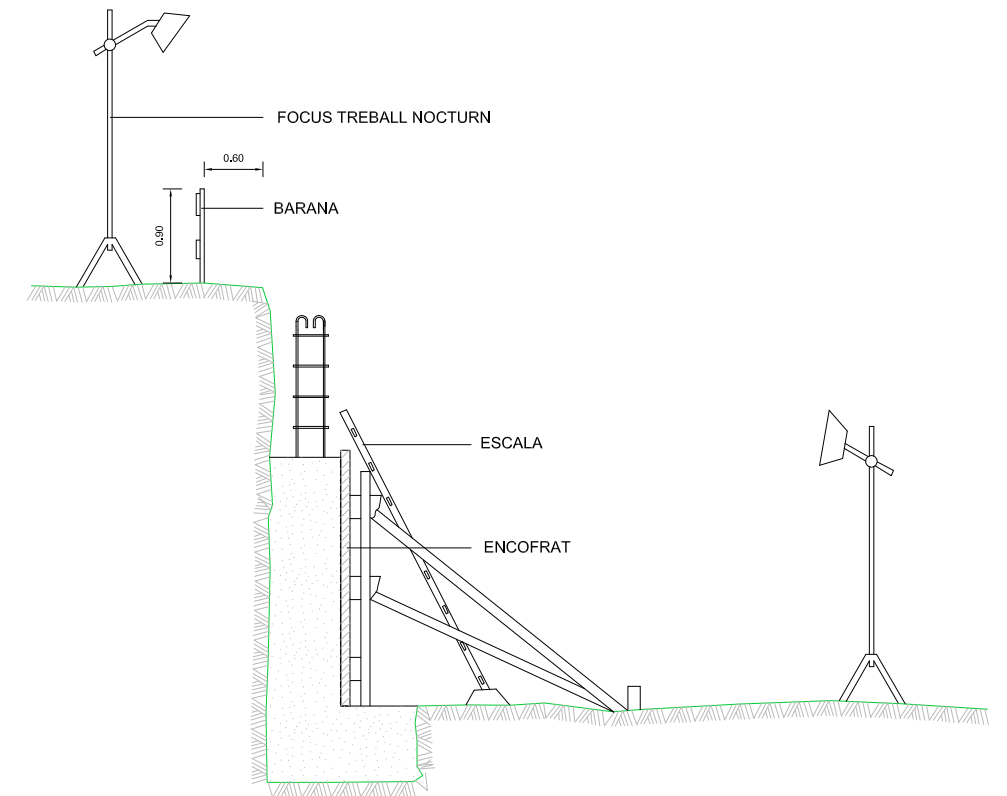 FOCUS TREBALL NOCTURN
0.60
BARANA
0.90
ESCALA
ENCOFRAT